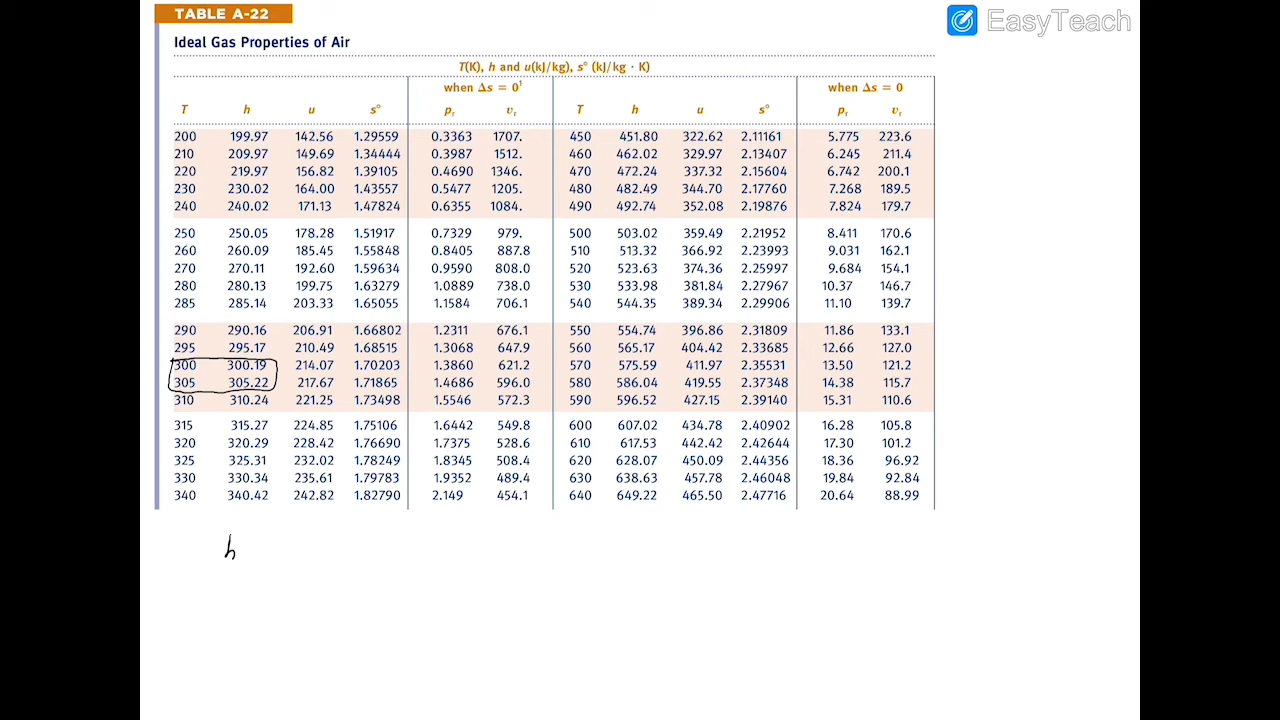 TABLE A-22
EasyTeach
Ideal Gas Properties of Air
T(K), h and u(kJ/kg), s° (kJ/kg · K)
when Δs = 0¹ when Δs = 0
T h u s° pᵣ vᵣ T h u s° pᵣ vᵣ
200 199.97 142.56 1.29559 0.3363 1707. 450 451.80 322.62 2.11161 5.775 223.6
210 209.97 149.69 1.34444 0.3987 1512. 460 462.02 329.97 2.13407 6.245 211.4
220 219.97 156.82 1.39105 0.4690 1346. 470 472.24 337.32 2.15604 6.742 200.1
230 230.02 164.00 1.43557 0.5477 1205. 480 482.49 344.70 2.17760 7.268 189.5
240 240.02 171.13 1.47824 0.6355 1084. 490 492.74 352.08 2.19876 7.824 179.7
250 250.05 178.28 1.51917 0.7329 979. 500 503.02 359.49 2.21952 8.411 170.6
260 260.09 185.45 1.55848 0.8405 887.8 510 513.32 366.92 2.23993 9.031 162.1
270 270.11 192.60 1.59634 0.9590 808.0 520 523.63 374.36 2.25997 9.684 154.1
280 280.13 199.75 1.63279 1.0889 738.0 530 533.98 381.84 2.27967 10.37 146.7
285 285.14 203.33 1.65055 1.1584 706.1 540 544.35 389.34 2.29906 11.10 139.7
290 290.16 206.91 1.66802 1.2311 676.1 550 554.74 396.86 2.31809 11.86 133.1
295 295.17 210.49 1.68515 1.3068 647.9 560 565.17 404.42 2.33685 12.66 127.0
300 300.19 214.07 1.70203 1.3860 621.2 570 575.59 411.97 2.35531 13.50 121.2
305 305.22 217.67 1.71865 1.4686 596.0 580 586.04 419.55 2.37348 14.38 115.7
310 310.24 221.25 1.73498 1.5546 572.3 590 596.52 427.15 2.39140 15.31 110.6
315 315.27 224.85 1.75106 1.6442 549.8 600 607.02 434.78 2.40902 16.28 105.8
320 320.29 228.42 1.76690 1.7375 528.6 610 617.53 442.42 2.42644 17.30 101.2
325 325.31 232.02 1.78249 1.8345 508.4 620 628.07 450.09 2.44356 18.36 96.92
330 330.34 235.61 1.79783 1.9352 489.4 630 638.63 457.78 2.46048 19.84 92.84
340 340.42 242.82 1.82790 2.149 454.1 640 649.22 465.50 2.47716 20.64 88.99
h